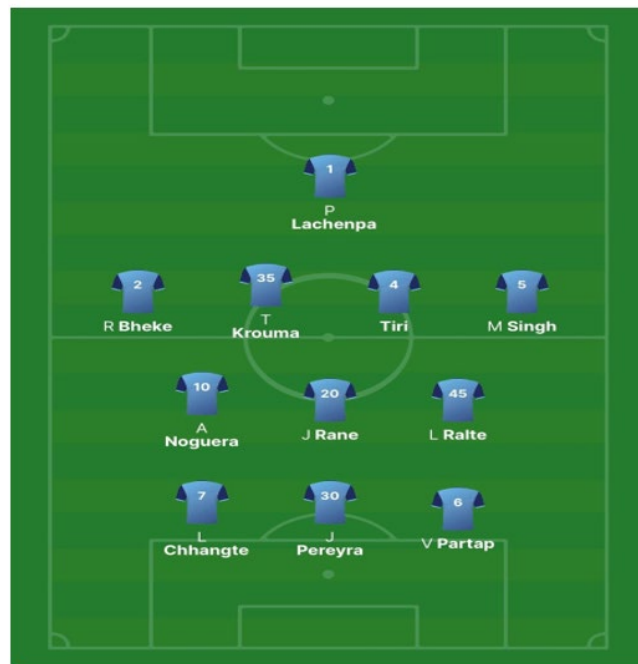 1
P
Lachenpa
2
35
4
5
R Bheke
T
Krouma
Tiri
M Singh
10
20
45
A
Noguera
J Rane
L Ralte
7
30
6
L
Chhangte
J
Pereyra
V Partap